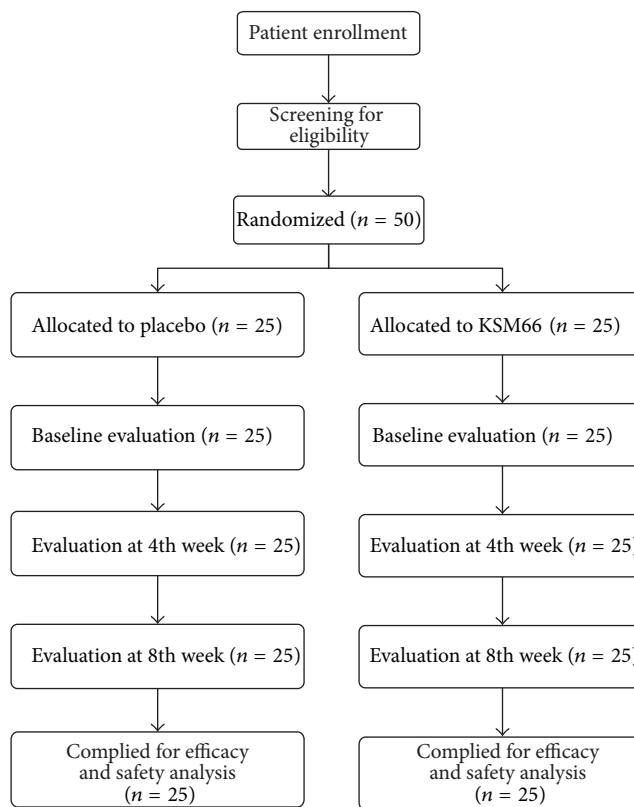 Patient enrollment
Screening for
eligibility
Randomized (n = 50)
Allocated to placebo (n = 25)
Allocated to KSM66 (n = 25)
Baseline evaluation (n = 25)
Baseline evaluation (n = 25)
Evaluation at 4th week (n = 25)
Evaluation at 4th week (n = 25)
Evaluation at 8th week (n = 25)
Evaluation at 8th week (n = 25)
Complied for efficacy
and safety analysis
(n = 25)
Complied for efficacy
and safety analysis
(n = 25)